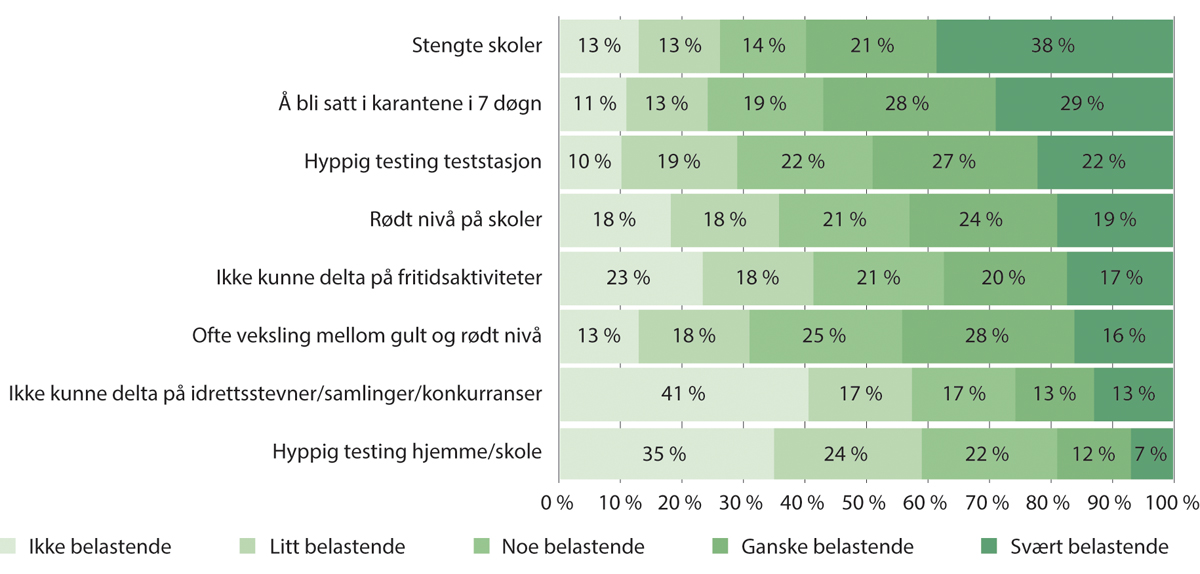 Stengte skoler 13 % 13 % 14 % 21 % 38 %
Å bli satt i karantene i 7 døgn 11 % 13 % 19 % 28 % 29 %
Hyppig testing teststasjon 10 % 19 % 22 % 27 % 22 %
Rødt nivå på skoler 18 % 18 % 21 % 24 % 19 %
Ikke kunne delta på fritidsaktiviteter 23 % 18 % 21 % 20 % 17 %
Ofte veksling mellom gult og rødt nivå 13 % 18 % 25 % 28 % 16 %
Ikke kunne delta på idrettsstevner/samlinger/konkurranser 41 % 17 % 17 % 13 % 13 %
Hyppig testing hjemme/skole 35 % 24 % 22 % 12 % 7 %
0 % 10 % 20 % 30 % 40 % 50 % 60 % 70 % 80 % 90 % 100 %
Ikke belastende Litt belastende Noe belastende Ganske belastende Svært belastende